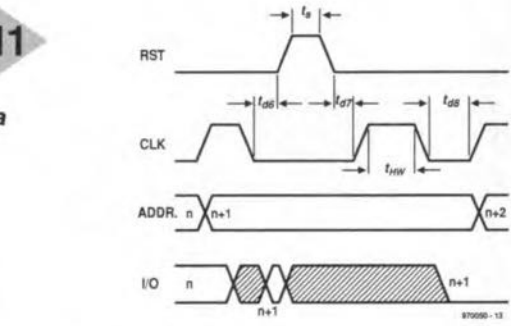 11
a
ts
RST
td6
td7
td8
CLK
tHW
ADDR. n n+1 n+2
I/O n n+1 n+1
970050 - 13